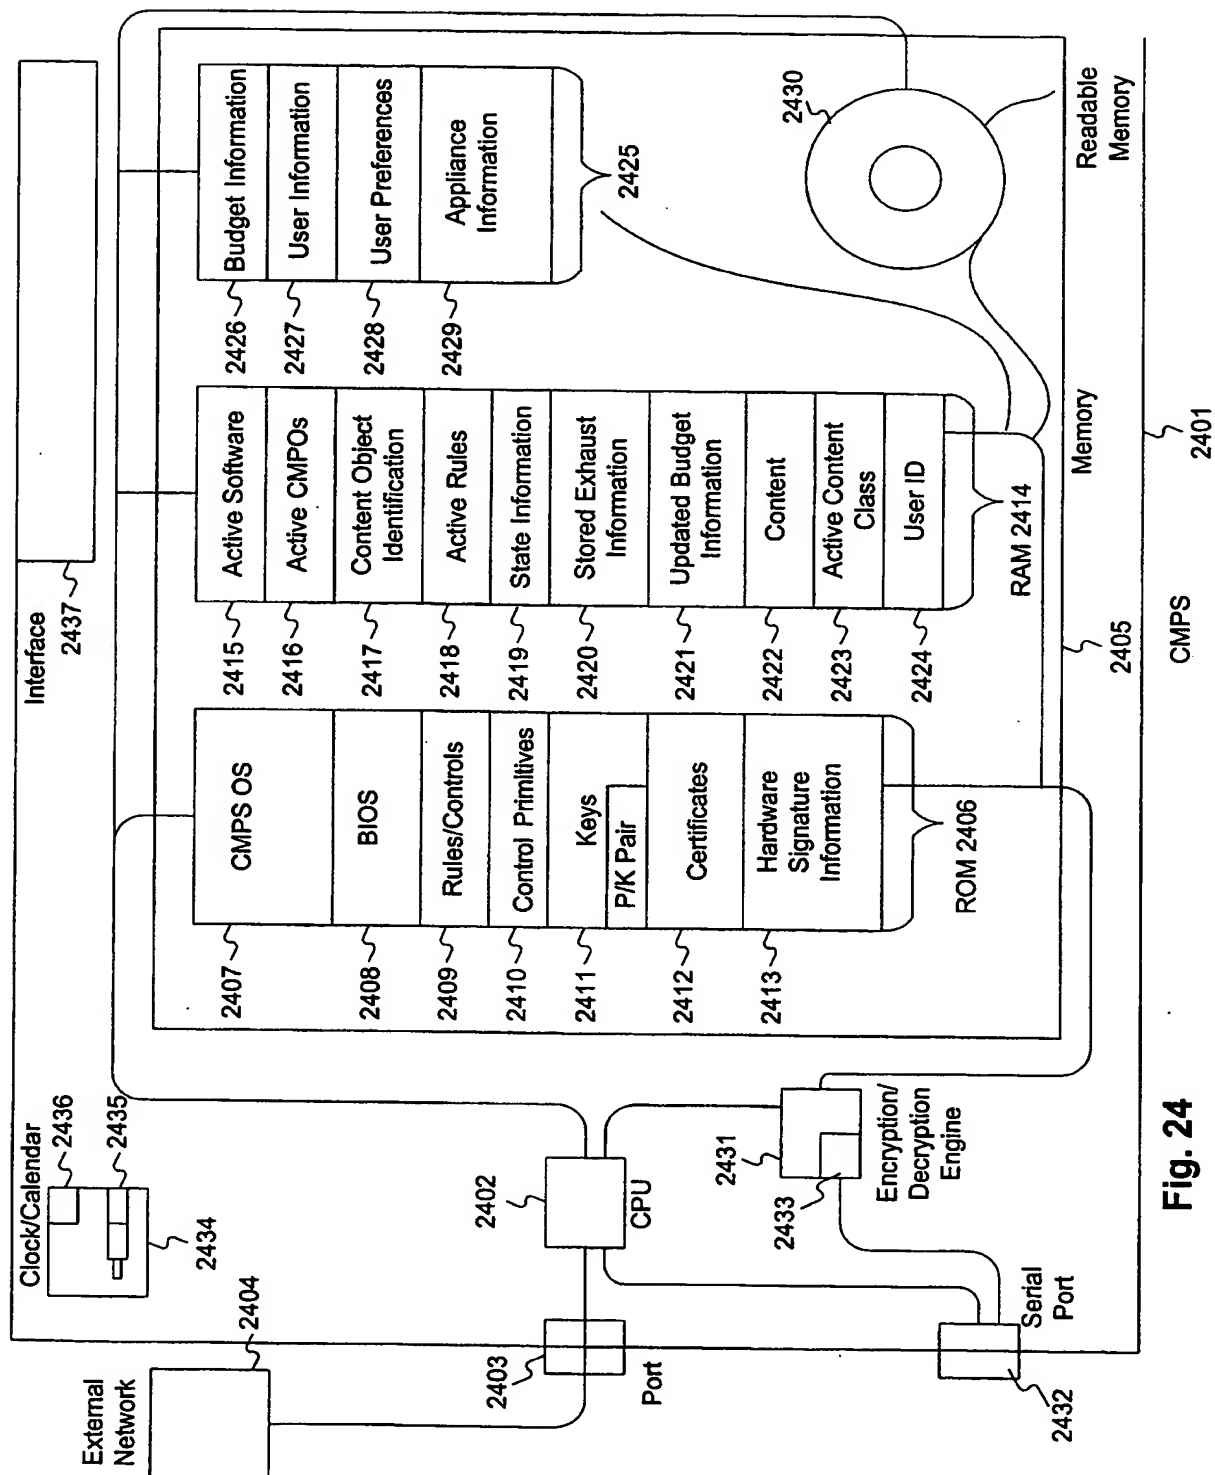 External
Network
2404
Clock/Calendar
2436
2435
2434
Interface
2437
2403
Port
2402
CPU
2431
2433
Encryption/
Decryption
Engine
Serial
Port
2432
2407
CMPS OS
2408
BIOS
2409
Rules/Controls
2410
Control Primitives
2411
Keys
P/K Pair
2412
Certificates
2413
Hardware
Signature
Information
ROM 2406
2415
Active Software
2416
Active CMPOs
2417
Content Object
Identification
2418
Active Rules
2419
State Information
2420
Stored Exhaust
Information
2421
Updated Budget
Information
2422
Content
2423
Active Content
Class
2424
User ID
RAM 2414
2426
Budget Information
2427
User Information
2428
User Preferences
2429
Appliance
Information
2425
2430
Readable
Memory
Memory
2405
CMPS
2401
Fig. 24